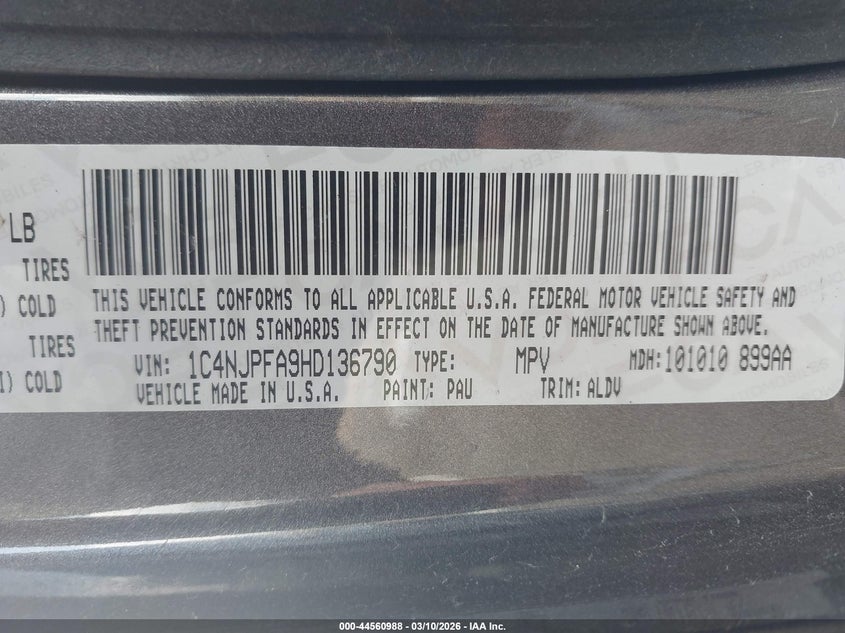 LB
TIRES
) COLD
TIRES
I) COLD
THIS VEHICLE CONFORMS TO ALL APPLICABLE U.S.A. FEDERAL MOTOR VEHICLE SAFETY AND
THEFT PREVENTION STANDARDS IN EFFECT ON THE DATE OF MANUFACTURE SHOWN ABOVE.
VIN: 1C4NJPFA9HD136790 TYPE: MPV MDH: 101010 899AA
VEHICLE MADE IN U.S.A. PAINT: PAU TRIM: ALDV
000-44560988 - 03/10/2026 - IAA Inc.